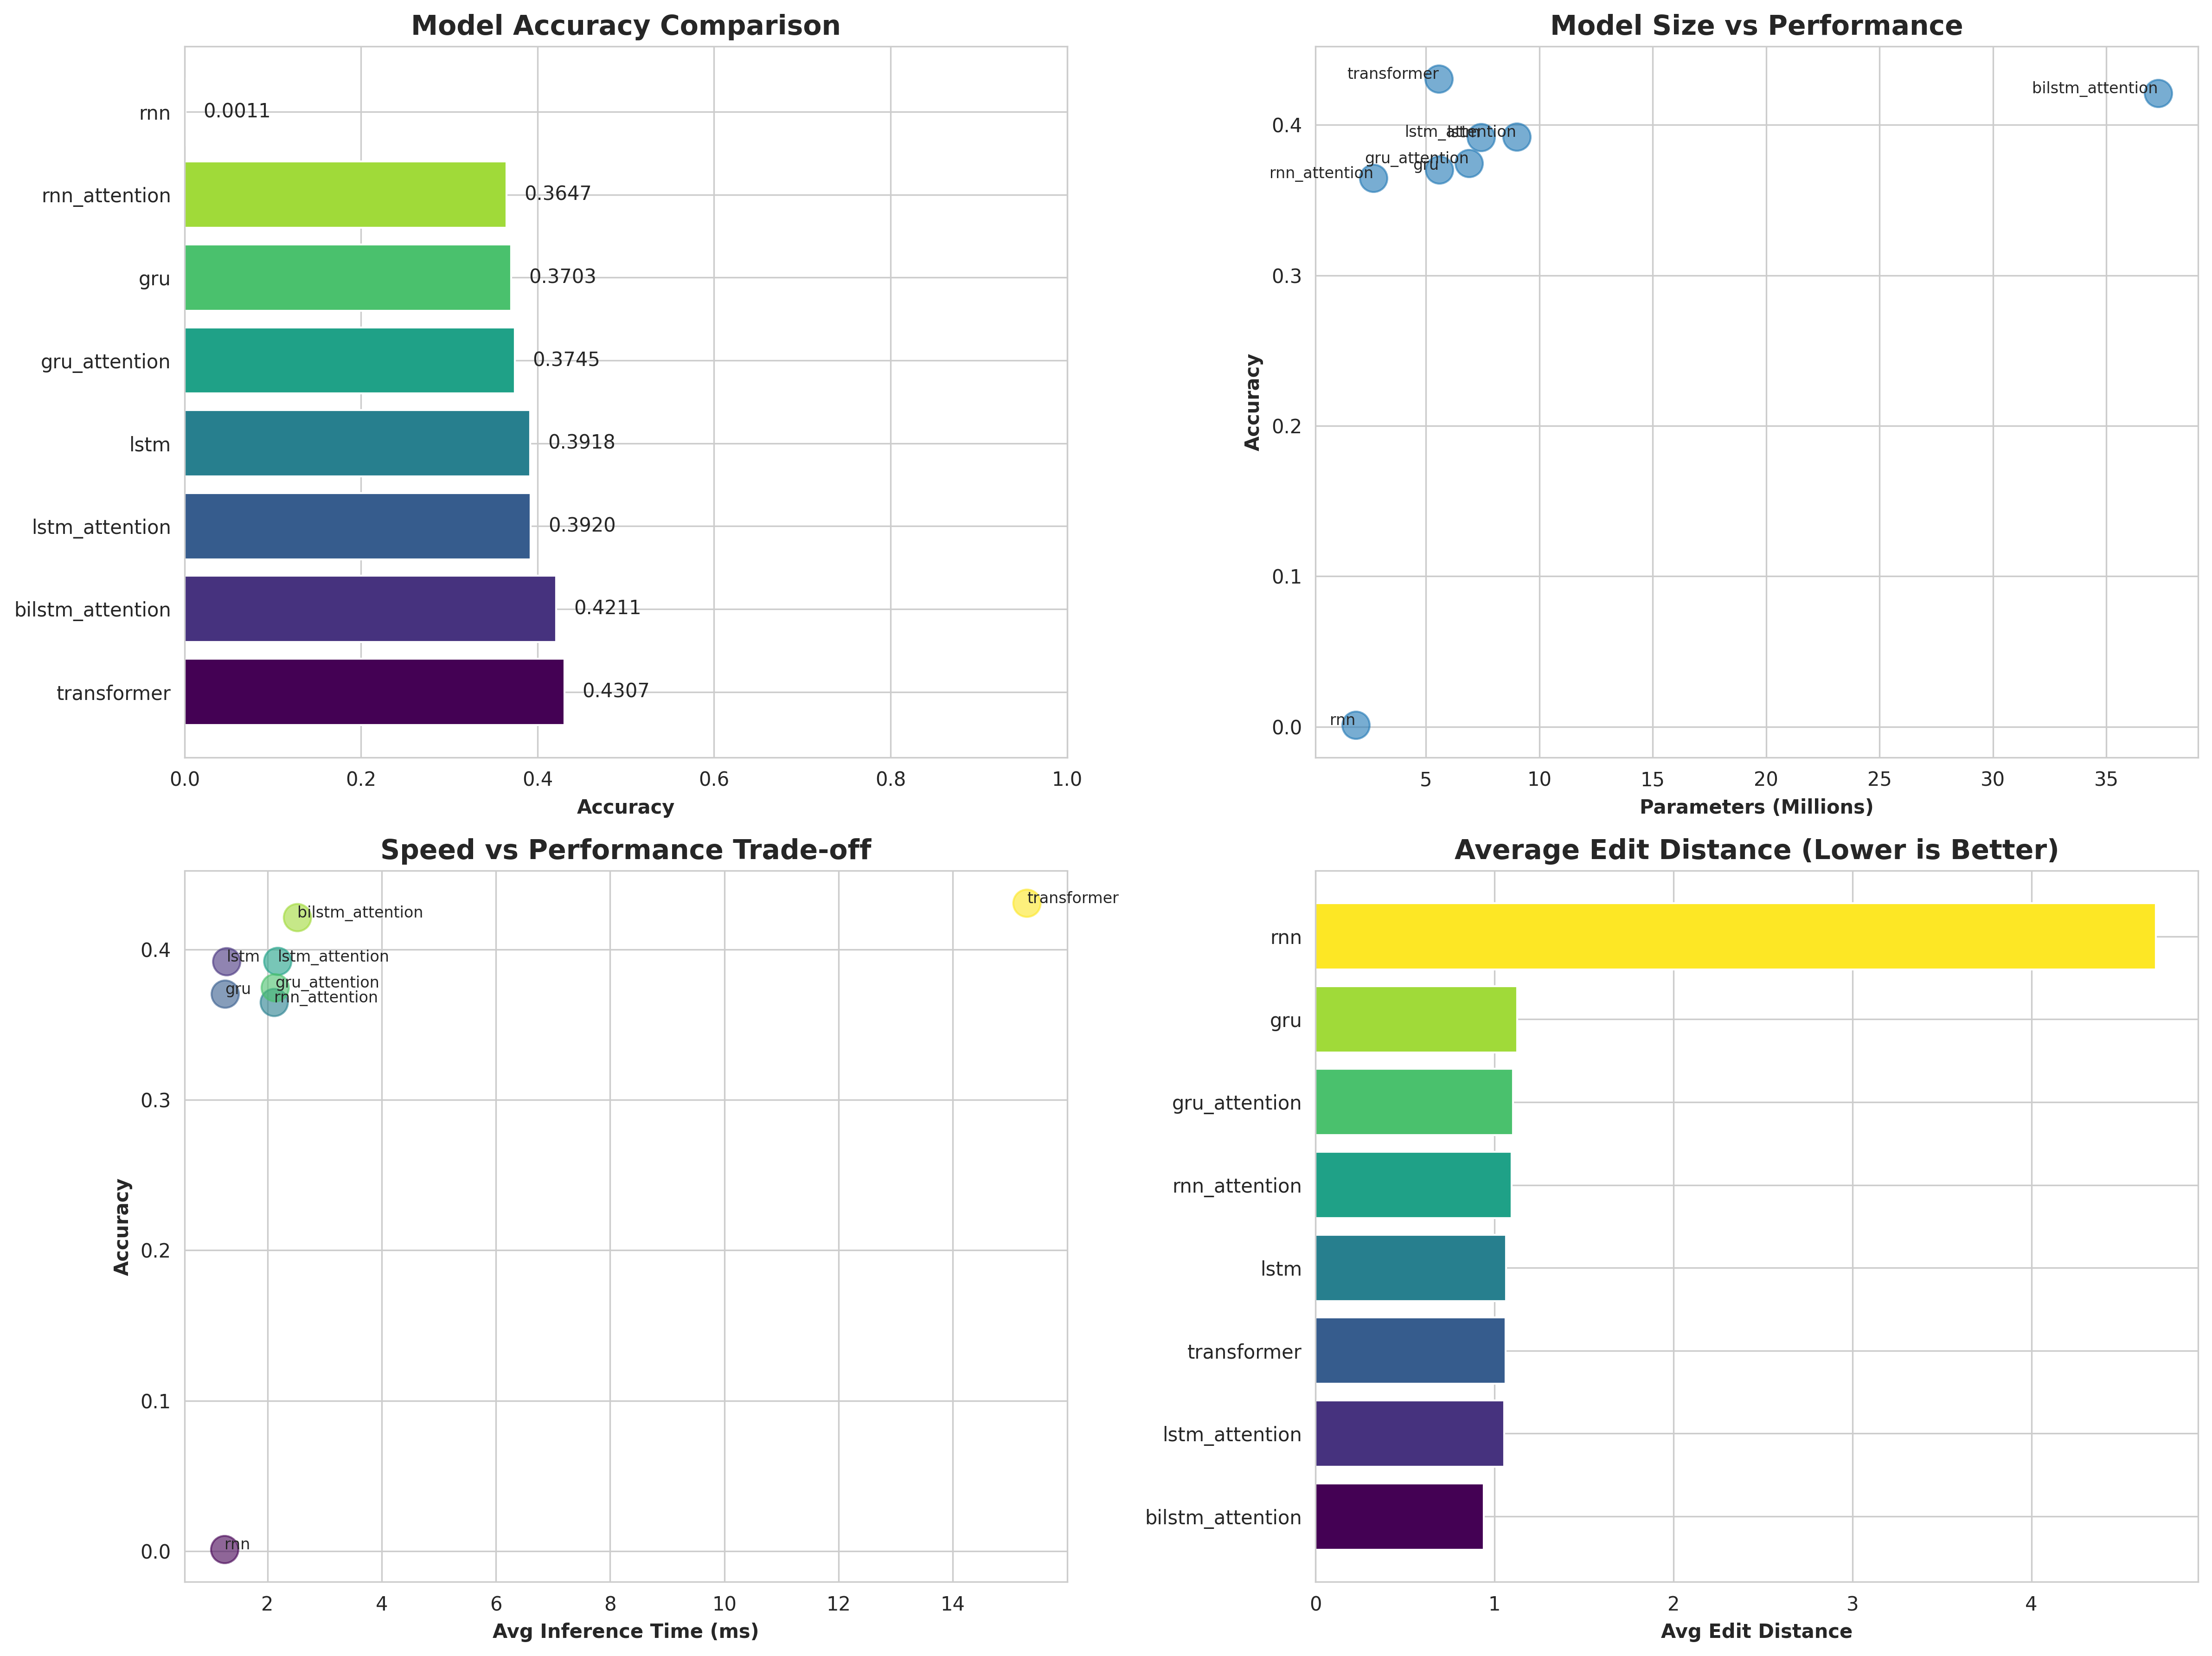 Model Accuracy Comparison
rnn
0.0011
rnn_attention
0.3647
gru
0.3703
gru_attention
0.3745
lstm
0.3918
lstm_attention
0.3920
bilstm_attention
0.4211
transformer
0.4307
0.0 0.2 0.4 0.6 0.8 1.0
Accuracy
Model Size vs Performance
transformer
bilstm_attention
lstm_attention
lstm
gru_attention
gru
rnn_attention
rnn
0.4
0.3
0.2
0.1
0.0
Accuracy
5 10 15 20 25 30 35
Parameters (Millions)
Speed vs Performance Trade-off
transformer
bilstm_attention
lstm
lstm_attention
gru
gru_attention
rnn_attention
rnn
0.4
0.3
0.2
0.1
0.0
Accuracy
2 4 6 8 10 12 14
Avg Inference Time (ms)
Average Edit Distance (Lower is Better)
rnn
gru
gru_attention
rnn_attention
lstm
transformer
lstm_attention
bilstm_attention
0 1 2 3 4
Avg Edit Distance